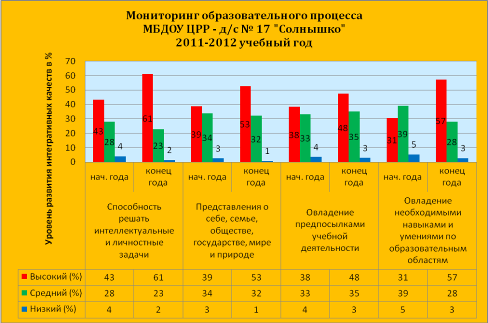 Мониторинг образовательного процесса
МБДОУ ЦРР - д/с № 17 "Солнышко"
2011-2012 учебный год
Уровень развития интегративных качеств в %
70
60
50
40
30
20
10
0
43 28 4 61 23 2 39 34 3 53 32 1 38 33 4 48 35 3 31 39 5 57 28 3
нач. года конец года нач. года конец года нач. года конец года нач. года конец года
Способность
решать
интеллектуальные
и личностные
задачи
Представления о
себе, семье,
обществе,
государстве, мире
и природе
Овладение
предпосылками
учебной
деятельности
Овладение
необходимыми
навыками и
умениями по
образовательным
областям
Высокий (%) 43 61 39 53 38 48 31 57
Средний (%) 28 23 34 32 33 35 39 28
Низкий (%) 4 2 3 1 4 3 5 3